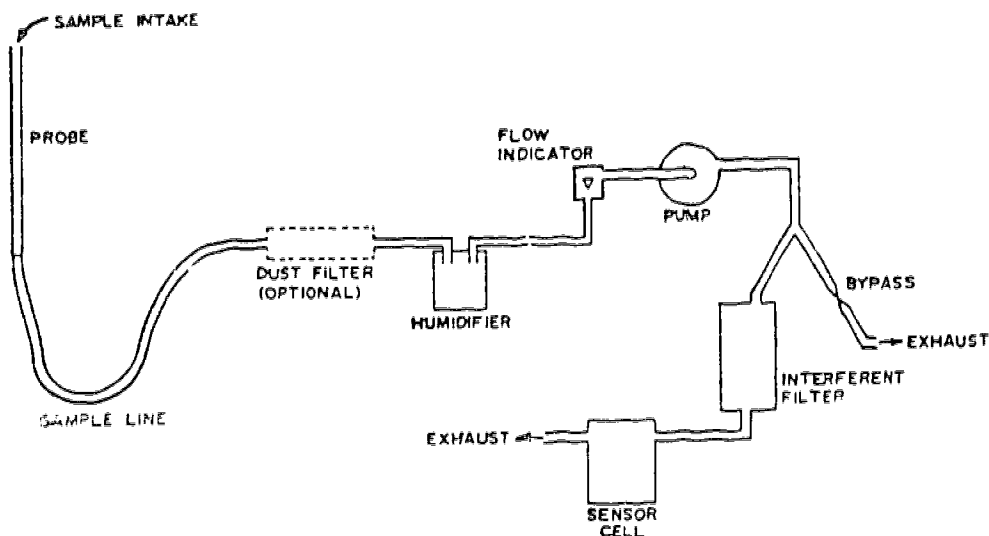 SAMPLE INTAKE
PROBE
FLOW
INDICATOR
PUMP
DUST FILTER
(OPTIONAL)
HUMIDIFIER
BYPASS
EXHAUST
INTERFERENT
FILTER
SAMPLE LINE
EXHAUST
SENSOR
CELL